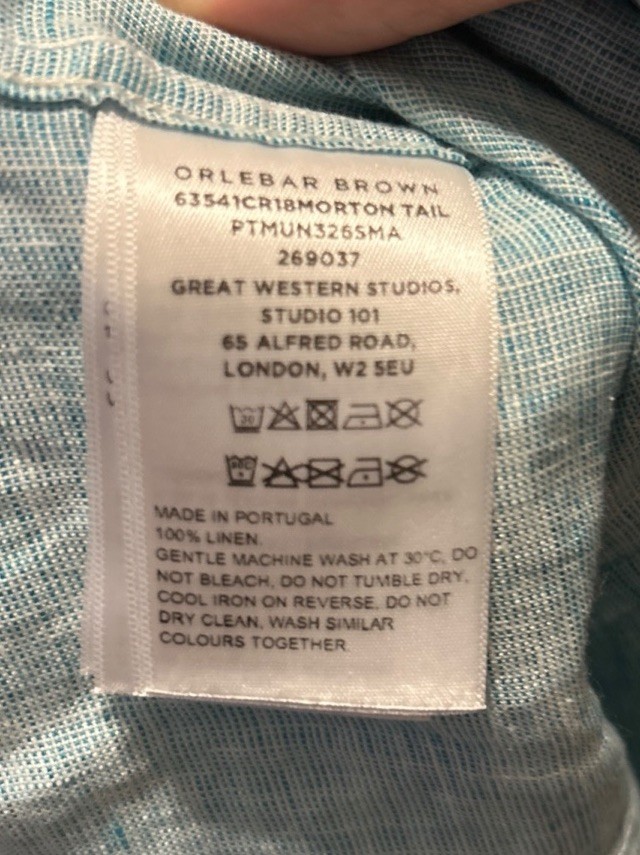 ORLEBAR BROWN
63541CR18MORTON TAIL
PTMUN326SMA
269037
GREAT WESTERN STUDIOS,
STUDIO 101
65 ALFRED ROAD,
LONDON, W2 5EU
MADE IN PORTUGAL
100% LINEN.
GENTLE MACHINE WASH AT 30°C, DO
NOT BLEACH, DO NOT TUMBLE DRY,
COOL IRON ON REVERSE, DO NOT
DRY CLEAN, WASH SIMILAR
COLOURS TOGETHER.